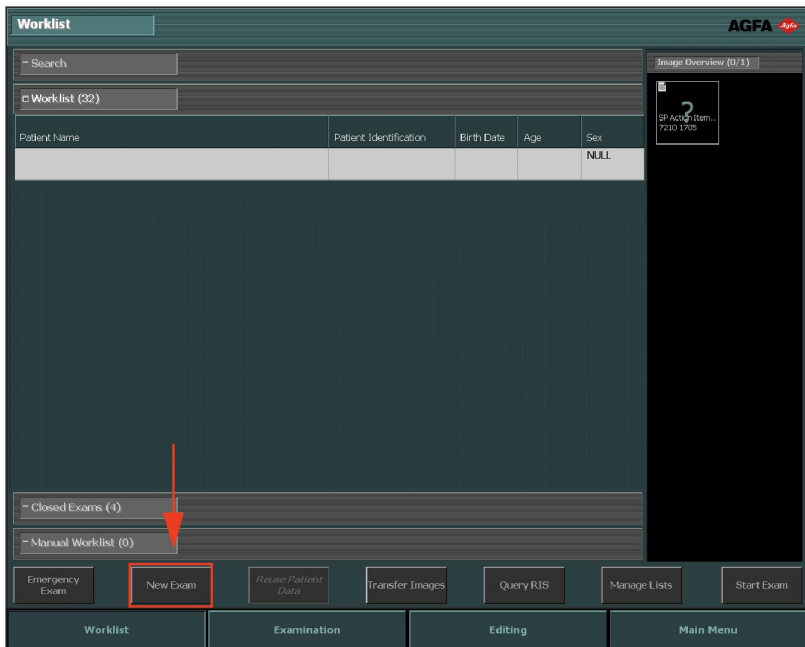 Worklist
AGFA
Agfa
- Search
Image Overview (0/1)
Worklist (32)
?
SP Action Item...
7210 1705
Patient Name Patient Identification Birth Date Age Sex
NULL
- Closed Exams (4)
- Manual Worklist (0)
Emergency
Exam
New Exam
Reuse Patient
Data
Transfer Images
Query RIS
Manage Lists
Start Exam
Worklist Examination Editing Main Menu